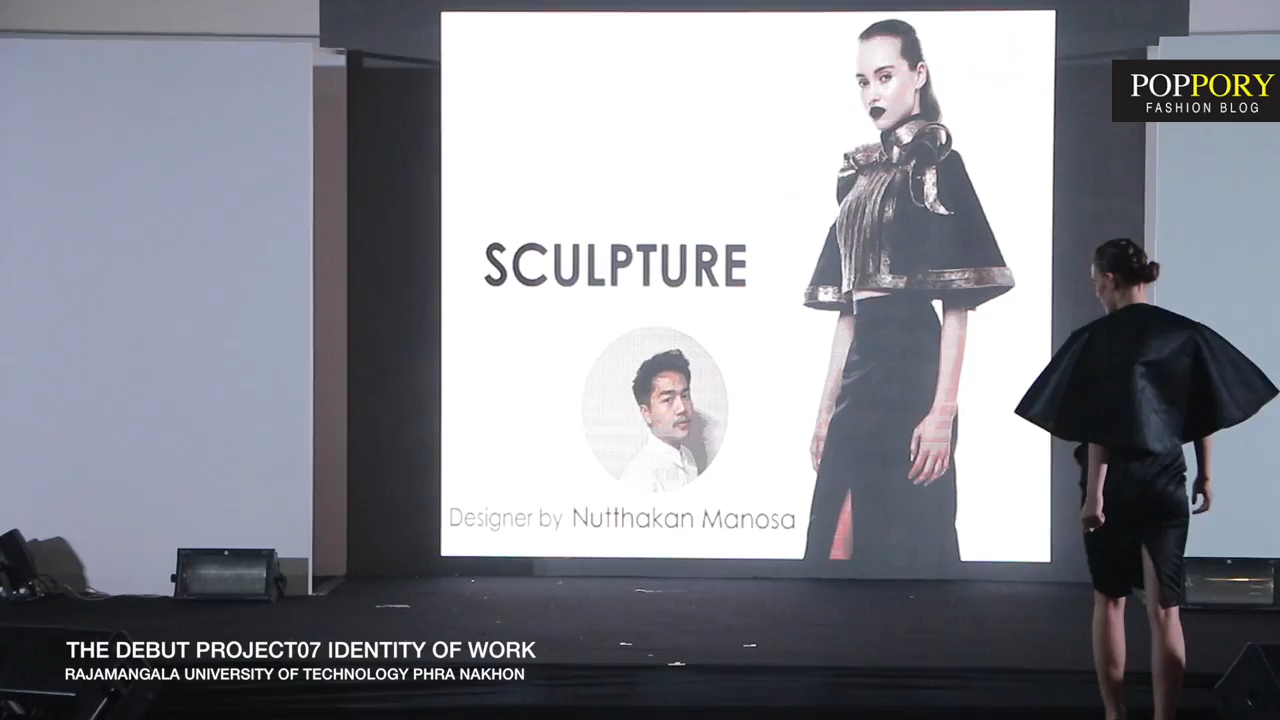 POPPORY
FASHION BLOG
SCULPTURE
Designer by Nutthakan Manosa
THE DEBUT PROJECT07 IDENTITY OF WORK
RAJAMANGALA UNIVERSITY OF TECHNOLOGY PHRA NAKHON